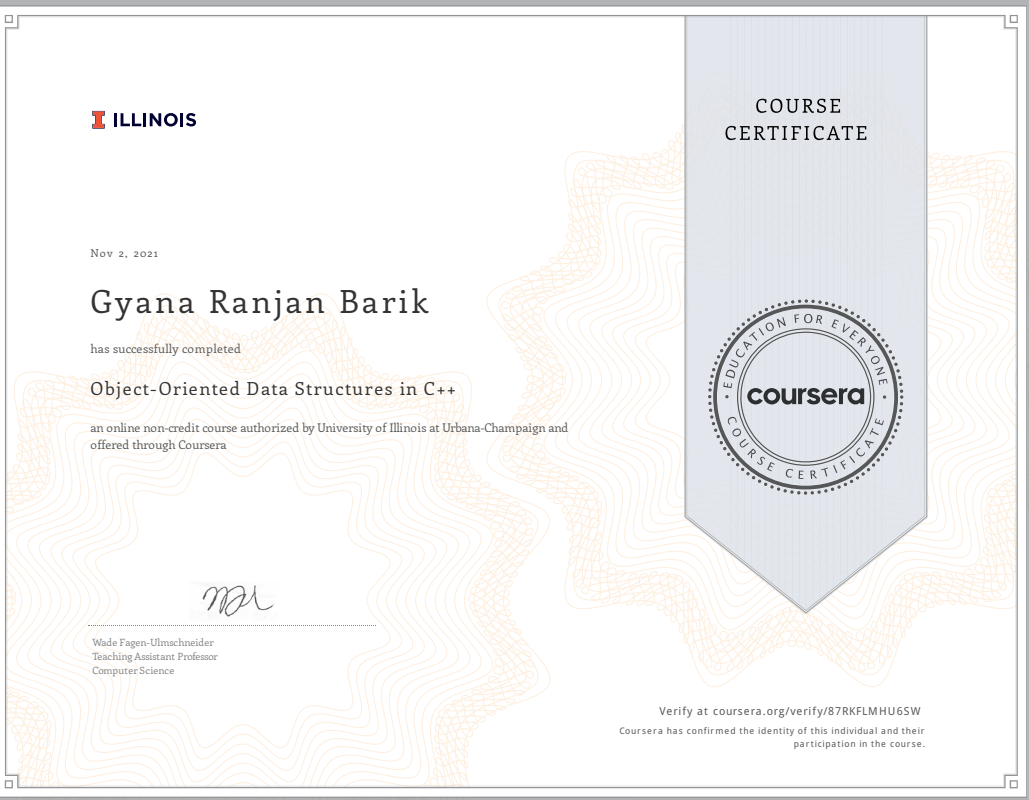 ILLINOIS
COURSE
CERTIFICATE
Nov 2, 2021
Gyana Ranjan Barik
has successfully completed
Object-Oriented Data Structures in C++
an online non-credit course authorized by University of Illinois at Urbana-Champaign and
offered through Coursera
EDUCATION FOR EVERYONE
coursera
COURSE CERTIFICATE
Wade Fagen-Ulmschneider
Teaching Assistant Professor
Computer Science
Verify at coursera.org/verify/87RKFLMHU6SW
Coursera has confirmed the identity of this individual and their
participation in the course.